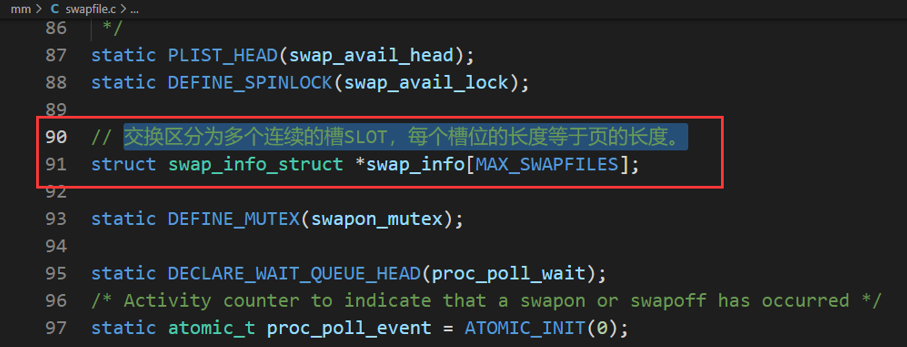 mm > C swapfile.c > ...
86 */
87 static PLIST_HEAD(swap_avail_head);
88 static DEFINE_SPINLOCK(swap_avail_lock);
89
90 // 交换区分为多个连续的槽SLOT，每个槽位的长度等于页的长度。
91 struct swap_info_struct *swap_info[MAX_SWAPFILES];
92
93 static DEFINE_MUTEX(swapon_mutex);
94
95 static DECLARE_WAIT_QUEUE_HEAD(proc_poll_wait);
96 /* Activity counter to indicate that a swapon or swapoff has occurred */
97 static atomic_t proc_poll_event = ATOMIC_INIT(0);